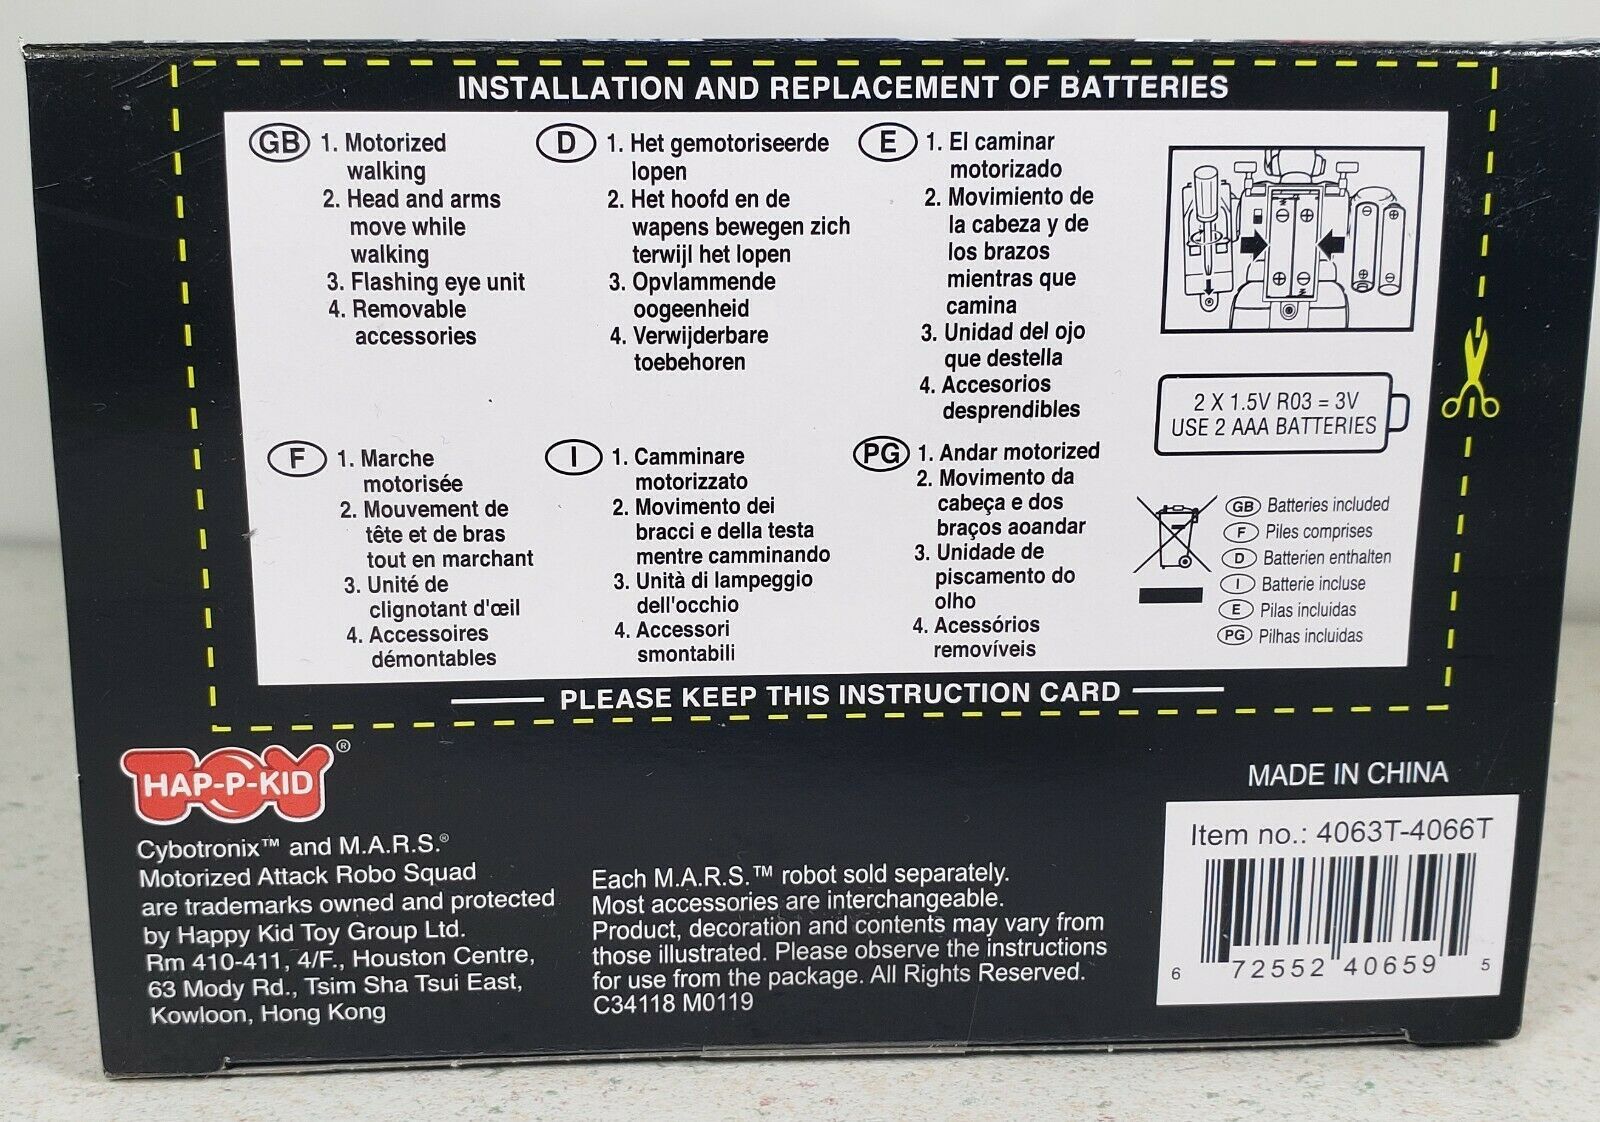 INSTALLATION AND REPLACEMENT OF BATTERIES
GB 1. Motorized
walking
2. Head and arms
move while
walking
3. Flashing eye unit
4. Removable
accessories
D 1. Het gemotoriseerde
lopen
2. Het hoofd en de
wapens bewegen zich
terwijl het lopen
3. Opvlammende
oogeenheid
4. Verwijderbare
toebehoren
E 1. El caminar
motorizado
2. Movimiento de
la cabeza y de
los brazos
mientras que
camina
3. Unidad del ojo
que destella
4. Accesorios
desprendibles
F 1. Marche
motorisée
2. Mouvement de
tête et de bras
tout en marchant
3. Unité de
clignotant d'œil
4. Accessoires
démontables
I 1. Camminare
motorizzato
2. Movimento dei
bracci e della testa
mentre camminando
3. Unità di lampeggio
dell'occhio
4. Accessori
smontabili
PG 1. Andar motorized
2. Movimento da
cabeça e dos
braços aoandar
3. Unidade de
piscamento do
olho
4. Acessórios
removíveis
2 X 1.5V R03 = 3V
USE 2 AAA BATTERIES
GB Batteries included
F Piles comprises
D Batterien enthalten
I Batterie incluse
E Pilas incluidas
PG Pilhas incluidas
PLEASE KEEP THIS INSTRUCTION CARD
TOY ®
HAP-P-KID
Cybotronix™ and M.A.R.S.®
Motorized Attack Robo Squad
are trademarks owned and protected
by Happy Kid Toy Group Ltd.
Rm 410-411, 4/F., Houston Centre,
63 Mody Rd., Tsim Sha Tsui East,
Kowloon, Hong Kong
Each M.A.R.S.™ robot sold separately.
Most accessories are interchangeable.
Product, decoration and contents may vary from
those illustrated. Please observe the instructions
for use from the package. All Rights Reserved.
C34118 M0119
MADE IN CHINA
Item no.: 4063T-4066T
6 72552 40659 5